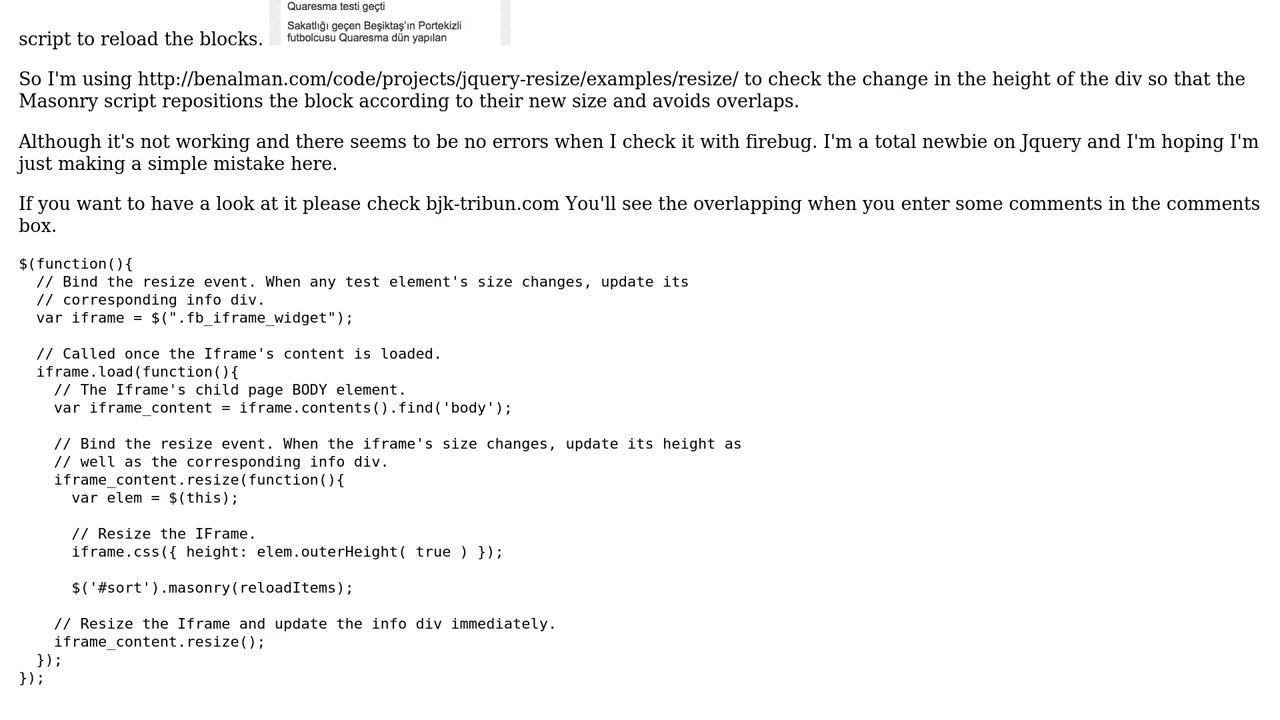 Quaresma testi geçti
Sakatlığı geçen Beşiktaş'ın Portekizli
futbolcusu Quaresma dün yapılan
script to reload the blocks.
So I'm using http://benalman.com/code/projects/jquery-resize/examples/resize/ to check the change in the height of the div so that the
Masonry script repositions the block according to their new size and avoids overlaps.
Although it's not working and there seems to be no errors when I check it with firebug. I'm a total newbie on Jquery and I'm hoping I'm
just making a simple mistake here.
If you want to have a look at it please check bjk-tribun.com You'll see the overlapping when you enter some comments in the comments
box.
$(function(){
  // Bind the resize event. When any test element's size changes, update its
  // corresponding info div.
  var iframe = $(".fb_iframe_widget");
  // Called once the Iframe's content is loaded.
  iframe.load(function(){
    // The Iframe's child page BODY element.
    var iframe_content = iframe.contents().find('body');
    // Bind the resize event. When the iframe's size changes, update its height as
    // well as the corresponding info div.
    iframe_content.resize(function(){
      var elem = $(this);
      // Resize the IFrame.
      iframe.css({ height: elem.outerHeight( true ) });
      $('#sort').masonry(reloadItems);
    // Resize the Iframe and update the info div immediately.
    iframe_content.resize();
  });
});